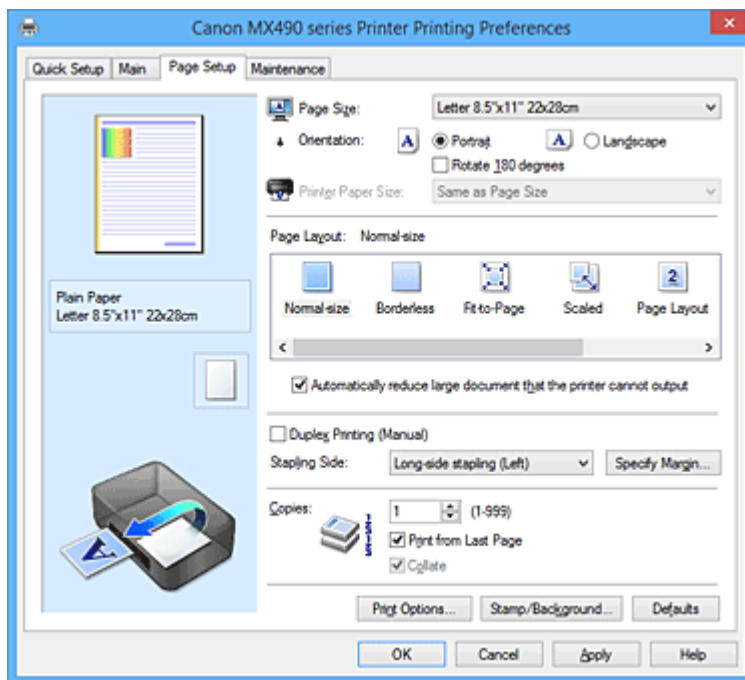 Canon MX490 series Printer Printing Preferences
Quick Setup Main Page Setup Maintenance
Page Size: Letter 8.5"x11" 22x28cm
Orientation: A Portrait A Landscape
Rotate 180 degrees
Printer Paper Size: Same as Page Size
Page Layout: Normal-size
2
Normal-size Borderless Fit-to-Page Scaled Page Layout
Plain Paper
Letter 8.5"x11" 22x28cm
Automatically reduce large document that the printer cannot output
Duplex Printing (Manual)
Stapling Side: Long-side stapling (Left) Specify Margin...
Copies: 1 (1-999)
Print from Last Page
Collate
A
Print Options... Stamp/Background... Defaults
OK Cancel Apply Help